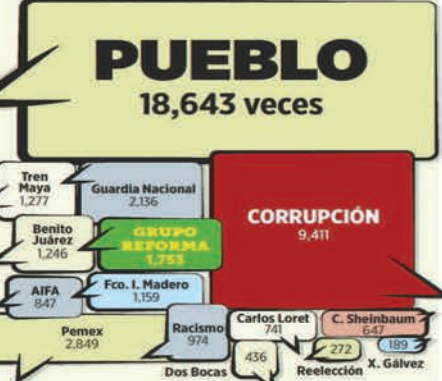 PUEBLO
18,643 veces
Tren
Maya
1,277
Guardia Nacional
2,136
CORRUPCIÓN
9,411
Benito
Juárez
1,246
GRUPO
REFORMA
1,753
AIFA
847
Fco. I. Madero
1,159
Pemex
2,849
Racismo
974
Carlos Loret
741
C. Sheinbaum
647
Dos Bocas
436
272
Reelección
189
X. Gálvez